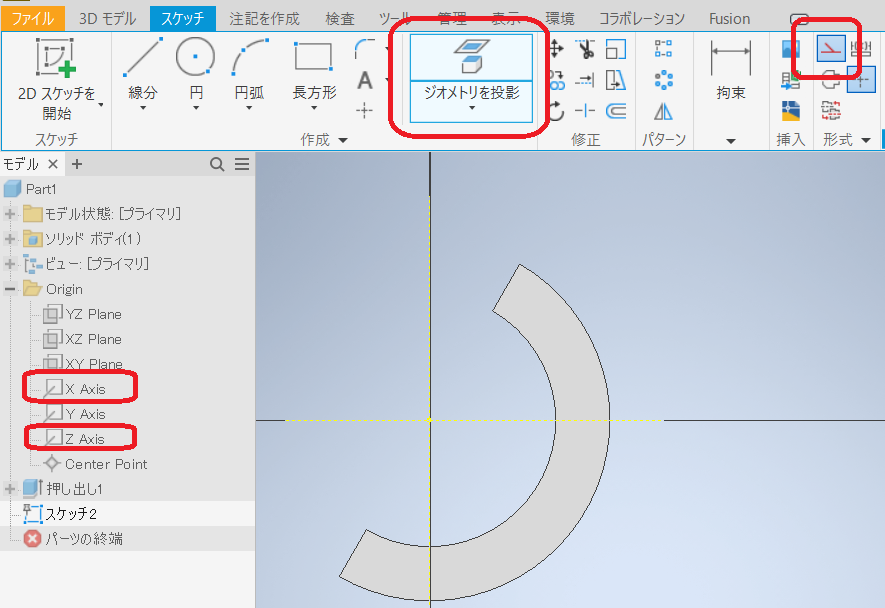 ファイル 3D モデル スケッチ 注記を作成 検査 ツール 管理 表示 環境 コラボレーション Fusion
2D スケッチを
開始
線分 円 円弧 長方形 A ジオメトリを投影 拘束
スケッチ 作成 修正 パターン 挿入 形式
モデル
Part1
モデル状態: [プライマリ]
ソリッド ボディ(1)
ビュー: [プライマリ]
Origin
YZ Plane
XZ Plane
XY Plane
X Axis
Y Axis
Z Axis
Center Point
押し出し1
スケッチ2
パーツの終端